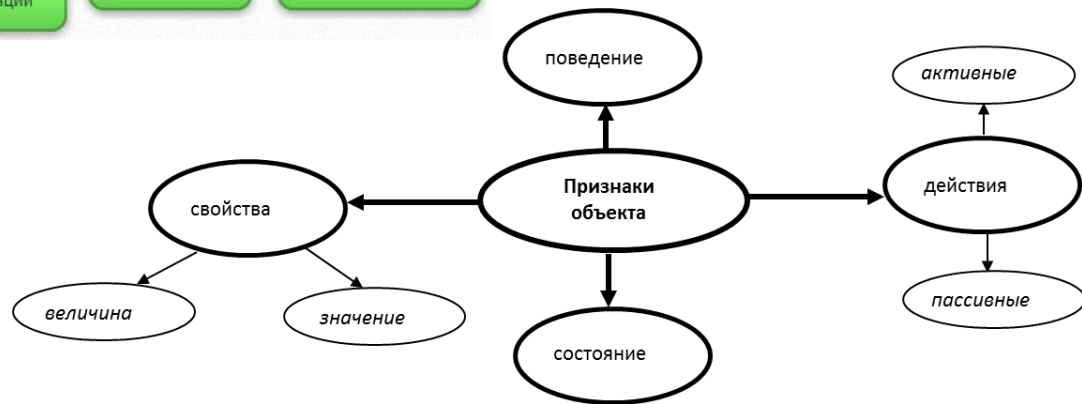 поведение
активные
Признаки
объекта
действия
свойства
пассивные
величина
значение
состояние